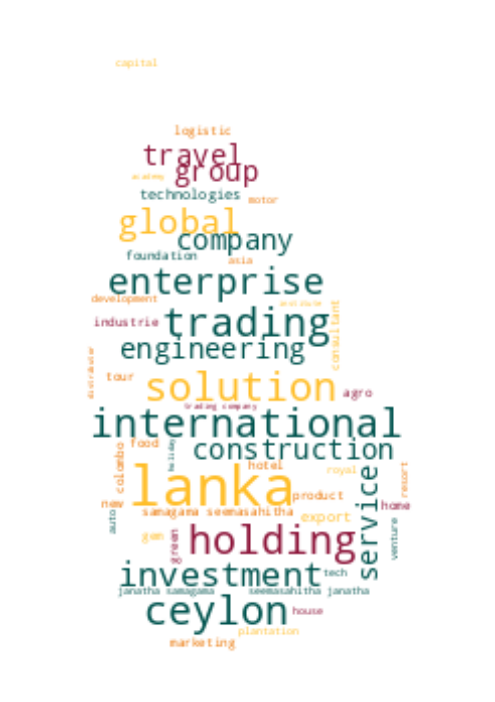 capital
logistic
travel
group
academy
technologies
motor
global
company
foundation
asia
enterprise
development
institute
industrie
trading
consultant
engineering
distributor
tour
solution
agro
trading company
international
construction
food
holiday
colombo
hotel
royal
resort
lanka
product
new
home
samagama seemasahitha
export
service
auto
gem
green
holding
venture
investment
tech
janatha samagama
seemasahitha janatha
ceylon
house
plantation
marketing